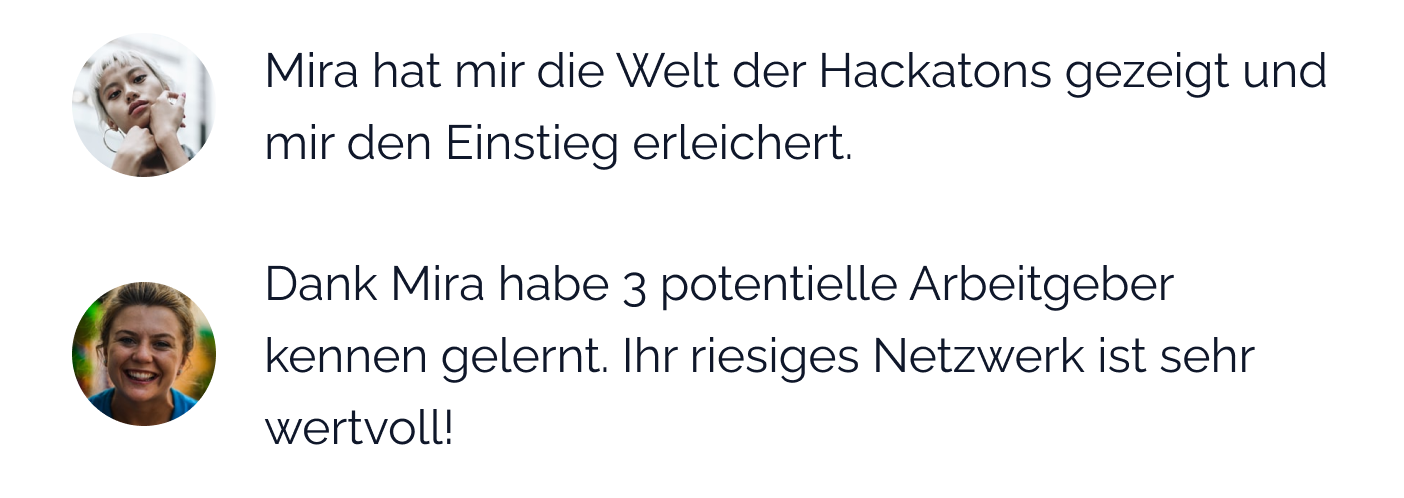 Mira hat mir die Welt der Hackatons gezeigt und
mir den Einstieg erleichert.
Dank Mira habe 3 potentielle Arbeitgeber
kennen gelernt. Ihr riesiges Netzwerk ist sehr
wertvoll!